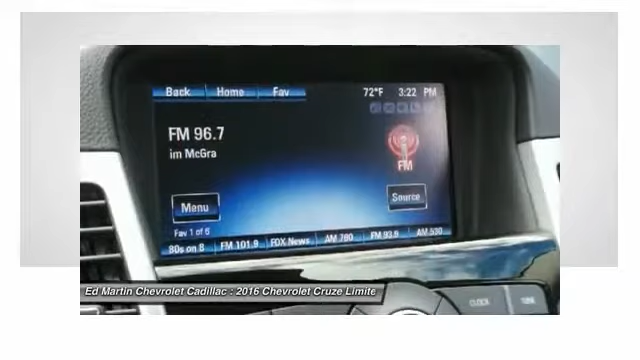 Back Home Fav 72°F 3:22 PM
FM 96.7
im McGra
FM
Menu Source
Fav 1 of 6
80s on 8 FM 101.9 FOX News AM 780 FM 93.9 AM 530
Ed Martin Chevrolet Cadillac : 2016 Chevrolet Cruze Limite
CLOCK TUNE